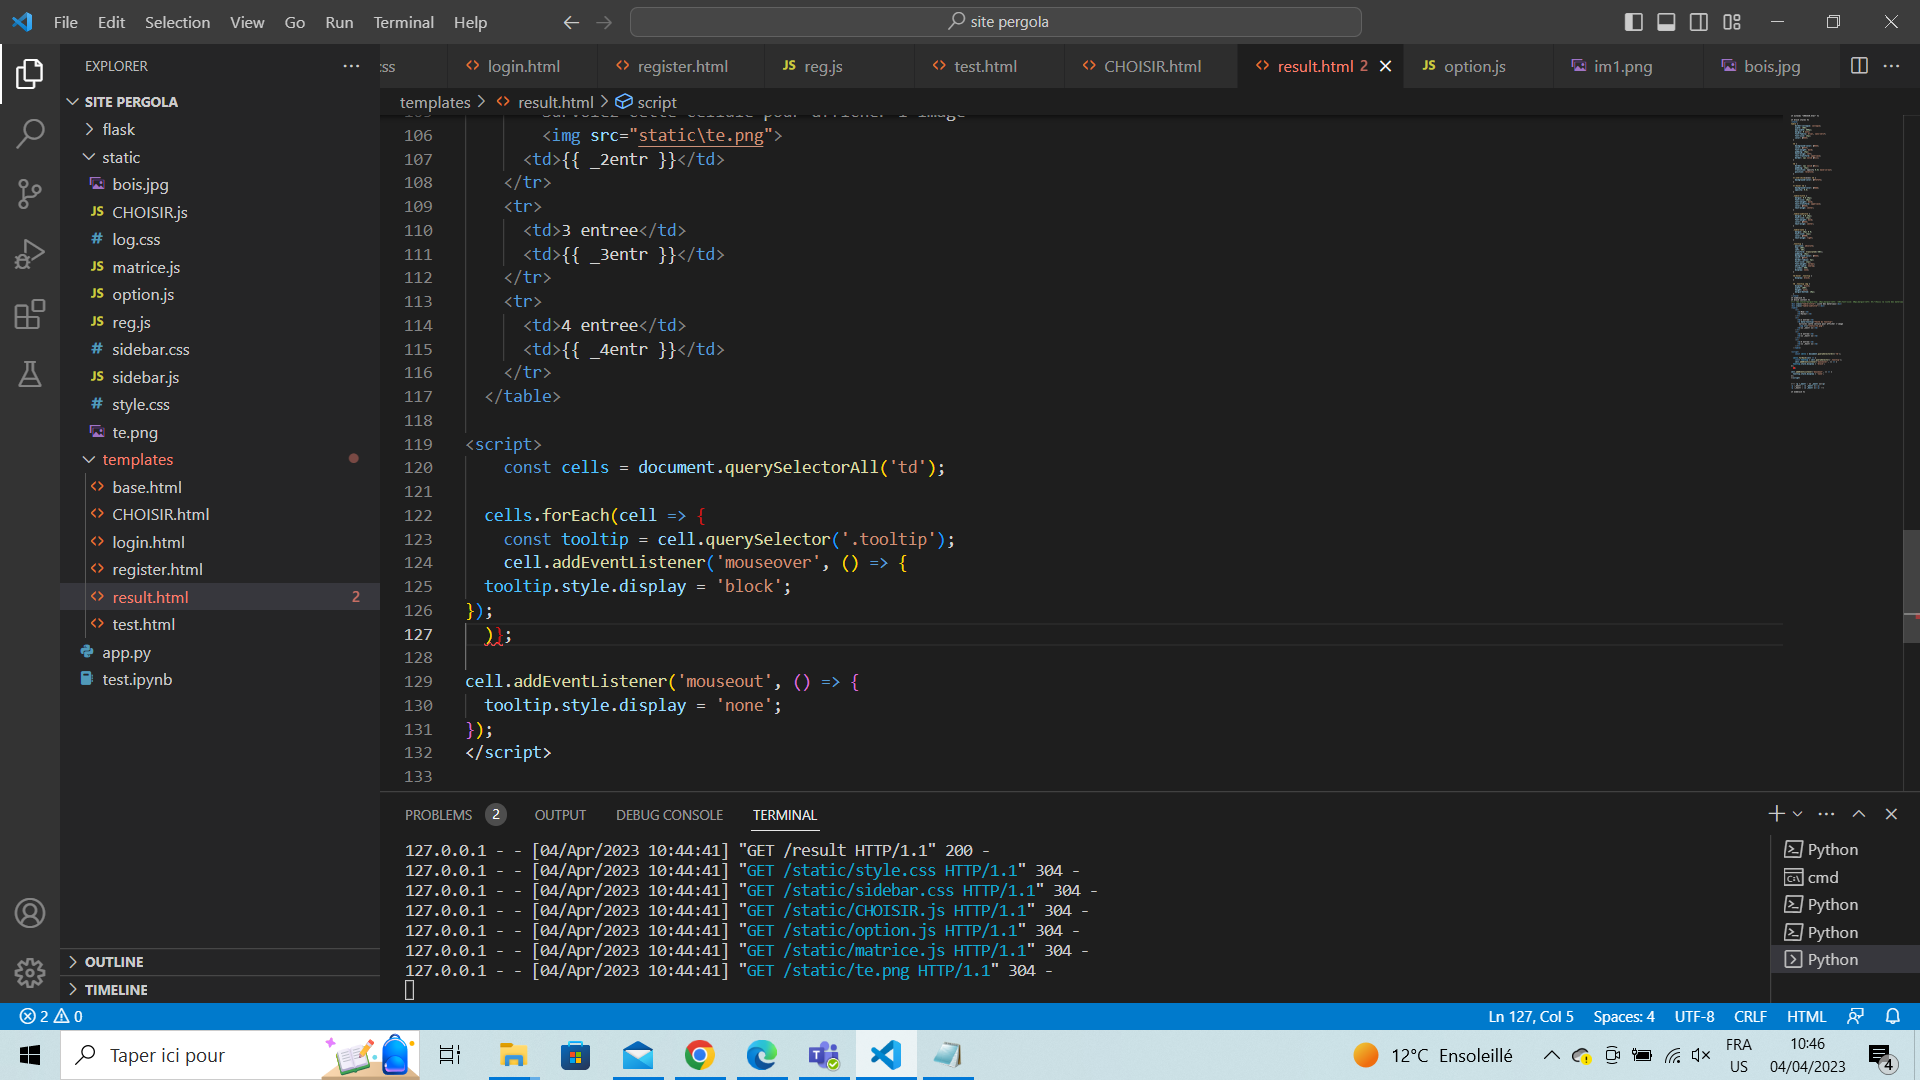 File Edit Selection View Go Run Terminal Help
site pergola
EXPLORER
css
login.html
register.html
JS reg.js
test.html
CHOISIR.html
result.html 2
JS option.js
im1.png
bois.jpg
SITE PERGOLA
flask
static
bois.jpg
JS CHOISIR.js
# log.css
JS matrice.js
JS option.js
JS reg.js
# sidebar.css
JS sidebar.js
# style.css
te.png
templates
base.html
CHOISIR.html
login.html
register.html
result.html 2
test.html
app.py
test.ipynb
OUTLINE
TIMELINE
templates > result.html > script
106 <img src="static\te.png">
107 <td>{{ _2entr }}</td>
108 </tr>
109 <tr>
110 <td>3 entree</td>
111 <td>{{ _3entr }}</td>
112 </tr>
113 <tr>
114 <td>4 entree</td>
115 <td>{{ _4entr }}</td>
116 </tr>
117 </table>
118
119 <script>
120 const cells = document.querySelectorAll('td');
121
122 cells.forEach(cell => {
123 const tooltip = cell.querySelector('.tooltip');
124 cell.addEventListener('mouseover', () => {
125 tooltip.style.display = 'block';
126 });
127 )};
128
129 cell.addEventListener('mouseout', () => {
130 tooltip.style.display = 'none';
131 });
132 </script>
133
PROBLEMS 2 OUTPUT DEBUG CONSOLE TERMINAL
127.0.0.1 - - [04/Apr/2023 10:44:41] "GET /result HTTP/1.1" 200 -
127.0.0.1 - - [04/Apr/2023 10:44:41] "GET /static/style.css HTTP/1.1" 304 -
127.0.0.1 - - [04/Apr/2023 10:44:41] "GET /static/sidebar.css HTTP/1.1" 304 -
127.0.0.1 - - [04/Apr/2023 10:44:41] "GET /static/CHOISIR.js HTTP/1.1" 304 -
127.0.0.1 - - [04/Apr/2023 10:44:41] "GET /static/option.js HTTP/1.1" 304 -
127.0.0.1 - - [04/Apr/2023 10:44:41] "GET /static/matrice.js HTTP/1.1" 304 -
127.0.0.1 - - [04/Apr/2023 10:44:41] "GET /static/te.png HTTP/1.1" 304 -
Python
cmd
Python
Python
Python
2 0
Ln 127, Col 5 Spaces: 4 UTF-8 CRLF HTML
Taper ici pour
12°C Ensoleillé
FRA
US
10:46
04/04/2023
4